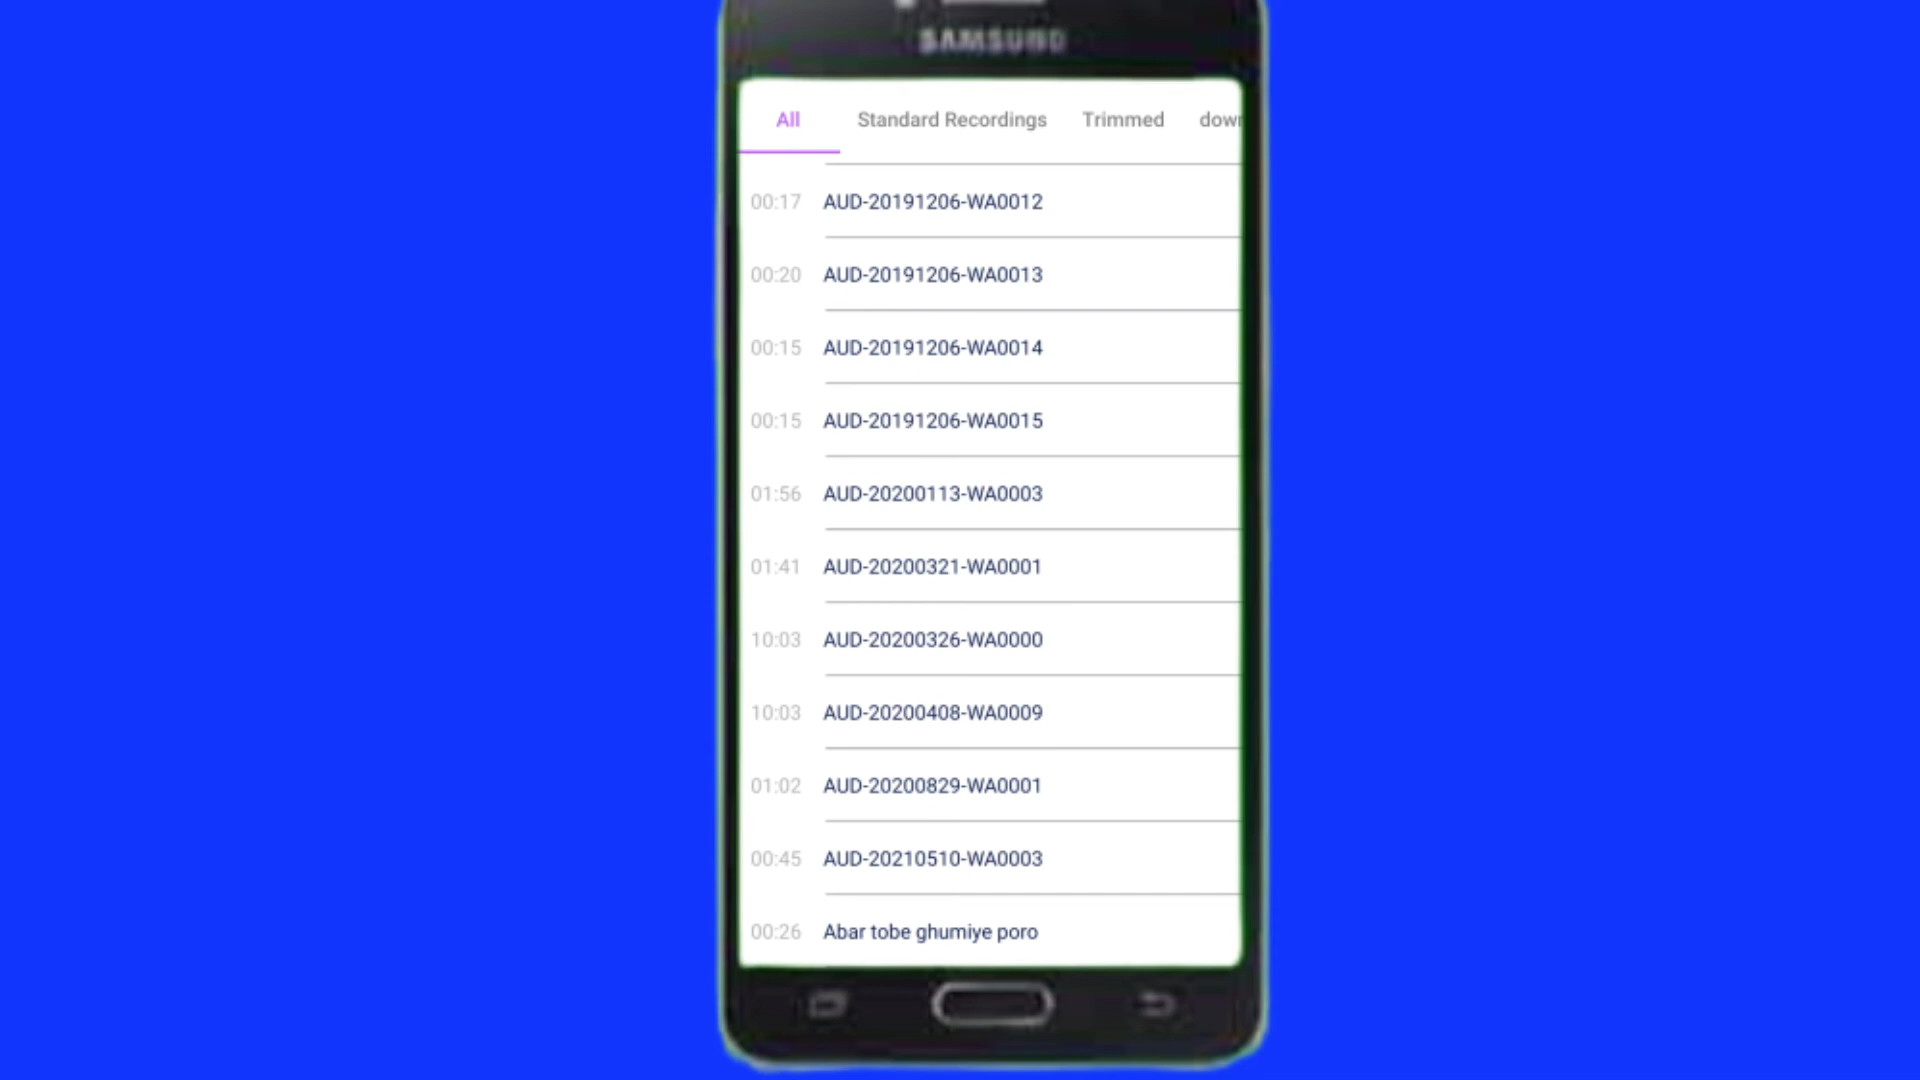 SAMSUNG
All Standard Recordings Trimmed down
00:17 AUD-20191206-WA0012
00:20 AUD-20191206-WA0013
00:15 AUD-20191206-WA0014
00:15 AUD-20191206-WA0015
01:56 AUD-20200113-WA0003
01:41 AUD-20200321-WA0001
10:03 AUD-20200326-WA0000
10:03 AUD-20200408-WA0009
01:02 AUD-20200829-WA0001
00:45 AUD-20210510-WA0003
00:26 Abar tobe ghumiye poro